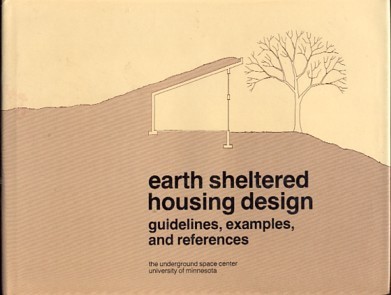 earth sheltered
housing design
guidelines, examples,
and references
the underground space center
university of minnesota